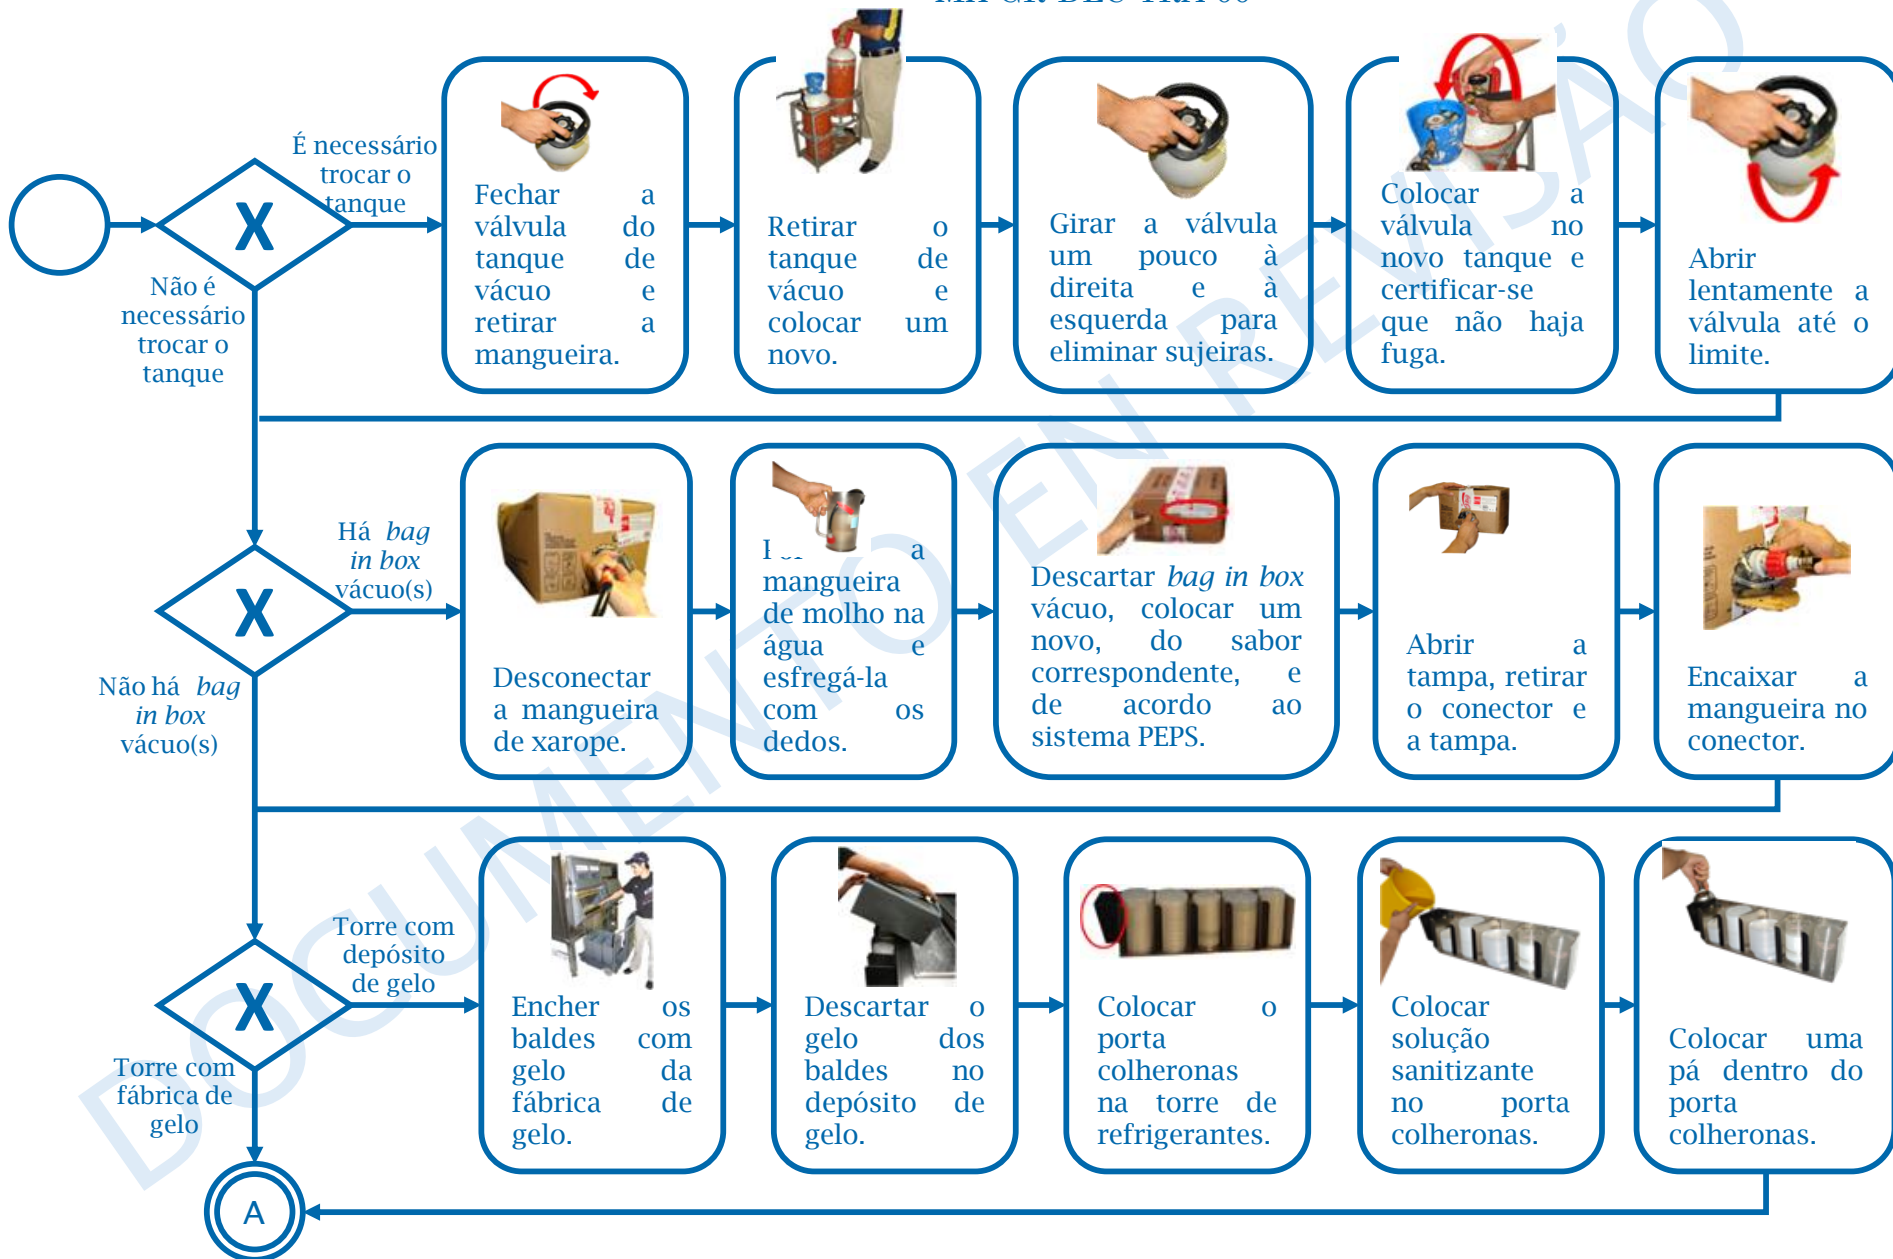 É necessário
trocar o
tanque
Fechar a
válvula do
tanque de
vácuo e
retirar a
mangueira.
Retirar o
tanque de
vácuo e
colocar um
novo.
Girar a válvula
um pouco à
direita e à
esquerda para
eliminar sujeiras.
Colocar a
válvula no
novo tanque e
certificar-se
que não haja
fuga.
Abrir
lentamente a
válvula até o
limite.
X
Não é
necessário
trocar o
tanque
Há bag
in box
vácuo(s)
Desconectar
a mangueira
de xarope.
a
mangueira
de molho na
água e
esfregá-la
com os
dedos.
Descartar bag in box
vácuo, colocar um
novo, do sabor
correspondente, e
de acordo ao
sistema PEPS.
Abrir a
tampa, retirar
o conector e
a tampa.
Encaixar a
mangueira no
conector.
X
Não há bag
in box
vácuo(s)
Torre com
depósito
de gelo
Encher os
baldes com
gelo da
fábrica de
gelo.
Descartar o
gelo dos
baldes no
depósito de
gelo.
Colocar o
porta
colheronas
na torre de
refrigerantes.
Colocar
solução
sanitizante
no porta
colheronas.
Colocar uma
pá dentro do
porta
colheronas.
X
Torre com
fábrica de
gelo
A
DOCUMENTO EN REVISÃO